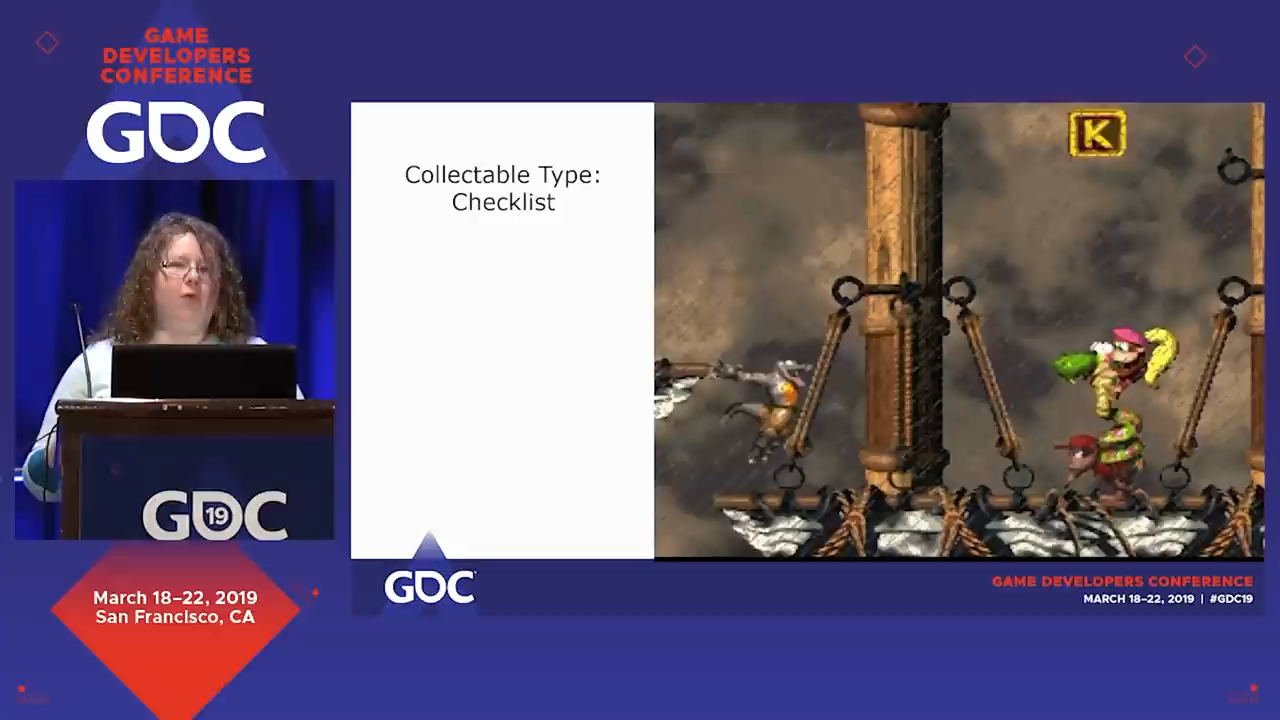 GAME
DEVELOPERS
CONFERENCE
GDC
GDC
19
March 18–22, 2019
San Francisco, CA
Collectable Type:
Checklist
K
GDC
GAME DEVELOPERS CONFERENCE
MARCH 18–22, 2019 | #GDC19